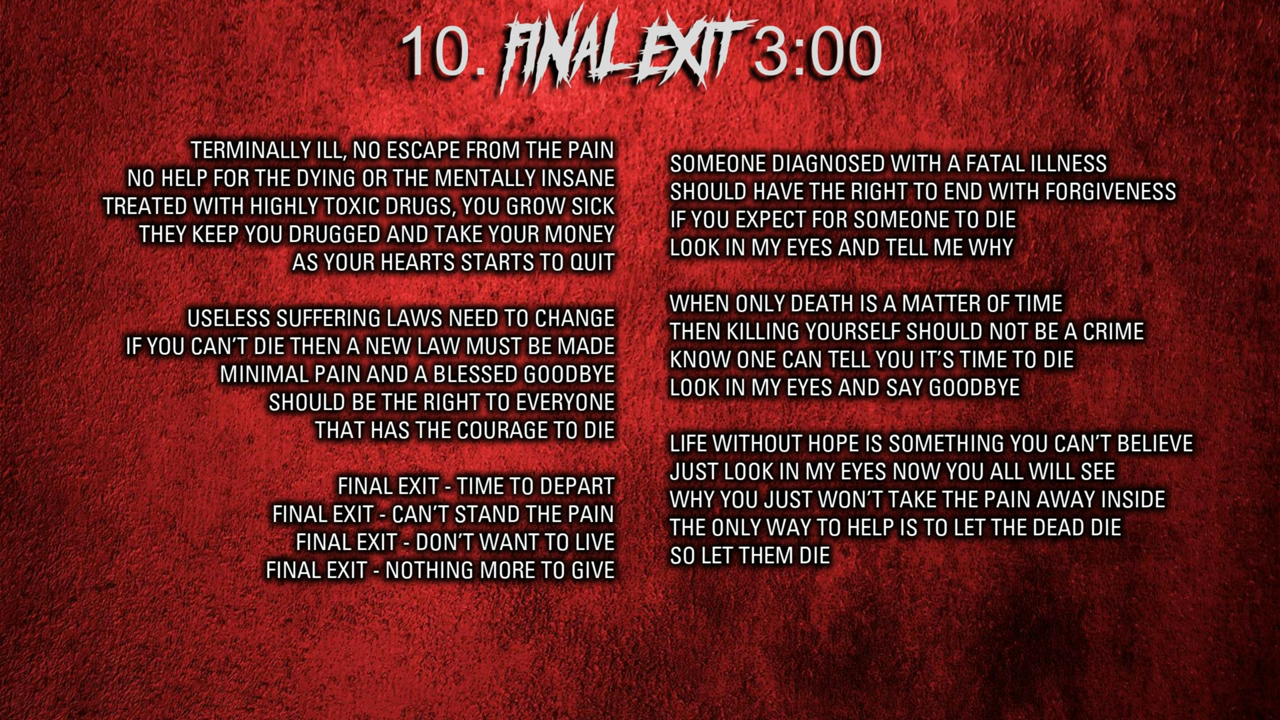 10. FINAL EXIT 3:00
TERMINALLY ILL, NO ESCAPE FROM THE PAIN
NO HELP FOR THE DYING OR THE MENTALLY INSANE
TREATED WITH HIGHLY TOXIC DRUGS, YOU GROW SICK
THEY KEEP YOU DRUGGED AND TAKE YOUR MONEY
AS YOUR HEARTS STARTS TO QUIT
USELESS SUFFERING LAWS NEED TO CHANGE
IF YOU CAN'T DIE THEN A NEW LAW MUST BE MADE
MINIMAL PAIN AND A BLESSED GOODBYE
SHOULD BE THE RIGHT TO EVERYONE
THAT HAS THE COURAGE TO DIE
FINAL EXIT - TIME TO DEPART
FINAL EXIT - CAN'T STAND THE PAIN
FINAL EXIT - DON'T WANT TO LIVE
FINAL EXIT - NOTHING MORE TO GIVE
SOMEONE DIAGNOSED WITH A FATAL ILLNESS
SHOULD HAVE THE RIGHT TO END WITH FORGIVENESS
IF YOU EXPECT FOR SOMEONE TO DIE
LOOK IN MY EYES AND TELL ME WHY
WHEN ONLY DEATH IS A MATTER OF TIME
THEN KILLING YOURSELF SHOULD NOT BE A CRIME
KNOW ONE CAN TELL YOU IT'S TIME TO DIE
LOOK IN MY EYES AND SAY GOODBYE
LIFE WITHOUT HOPE IS SOMETHING YOU CAN'T BELIEVE
JUST LOOK IN MY EYES NOW YOU ALL WILL SEE
WHY YOU JUST WON'T TAKE THE PAIN AWAY INSIDE
THE ONLY WAY TO HELP IS TO LET THE DEAD DIE
SO LET THEM DIE